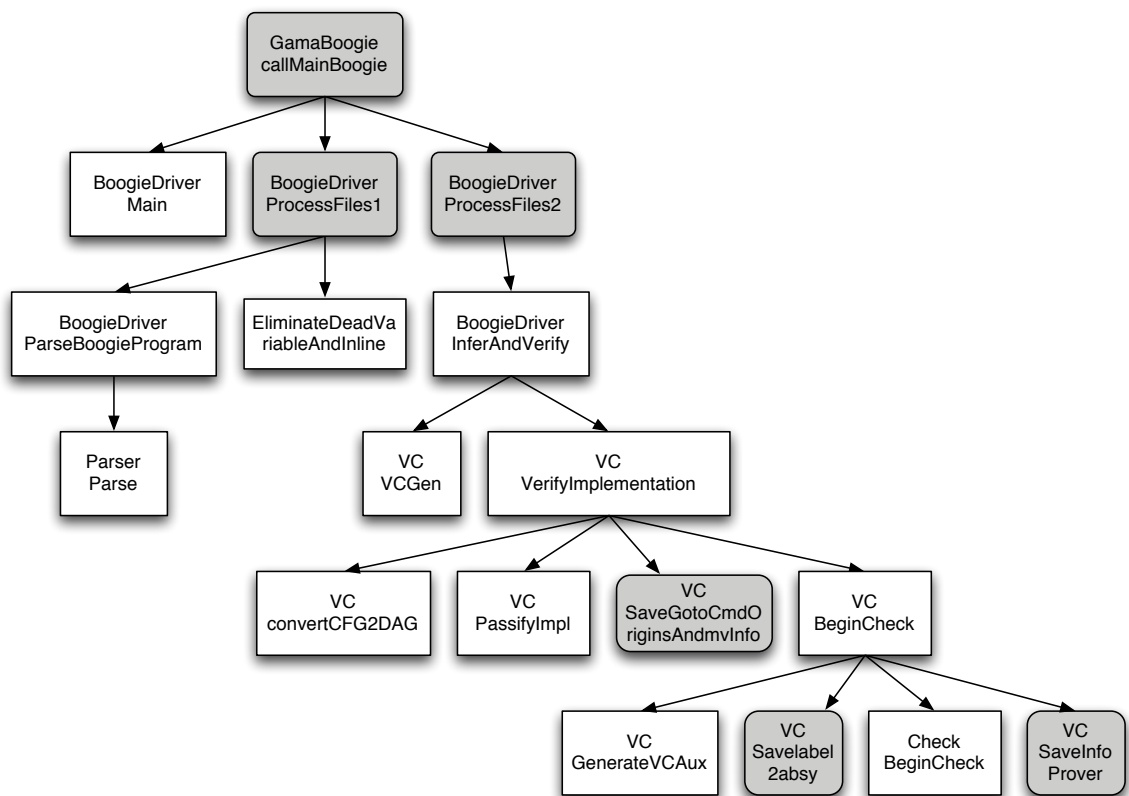 GamaBoogie
callMainBoogie
BoogieDriver
Main
BoogieDriver
ProcessFiles1
BoogieDriver
ProcessFiles2
BoogieDriver
ParseBoogieProgram
EliminateDeadVa
riableAndInline
BoogieDriver
InferAndVerify
Parser
Parse
VC
VCGen
VC
VerifyImplementation
VC
convertCFG2DAG
VC
PassifyImpl
VC
SaveGotoCmdO
riginsAndmvInfo
VC
BeginCheck
VC
GenerateVCAux
VC
Savelabel
2absy
Check
BeginCheck
VC
SaveInfo
Prover